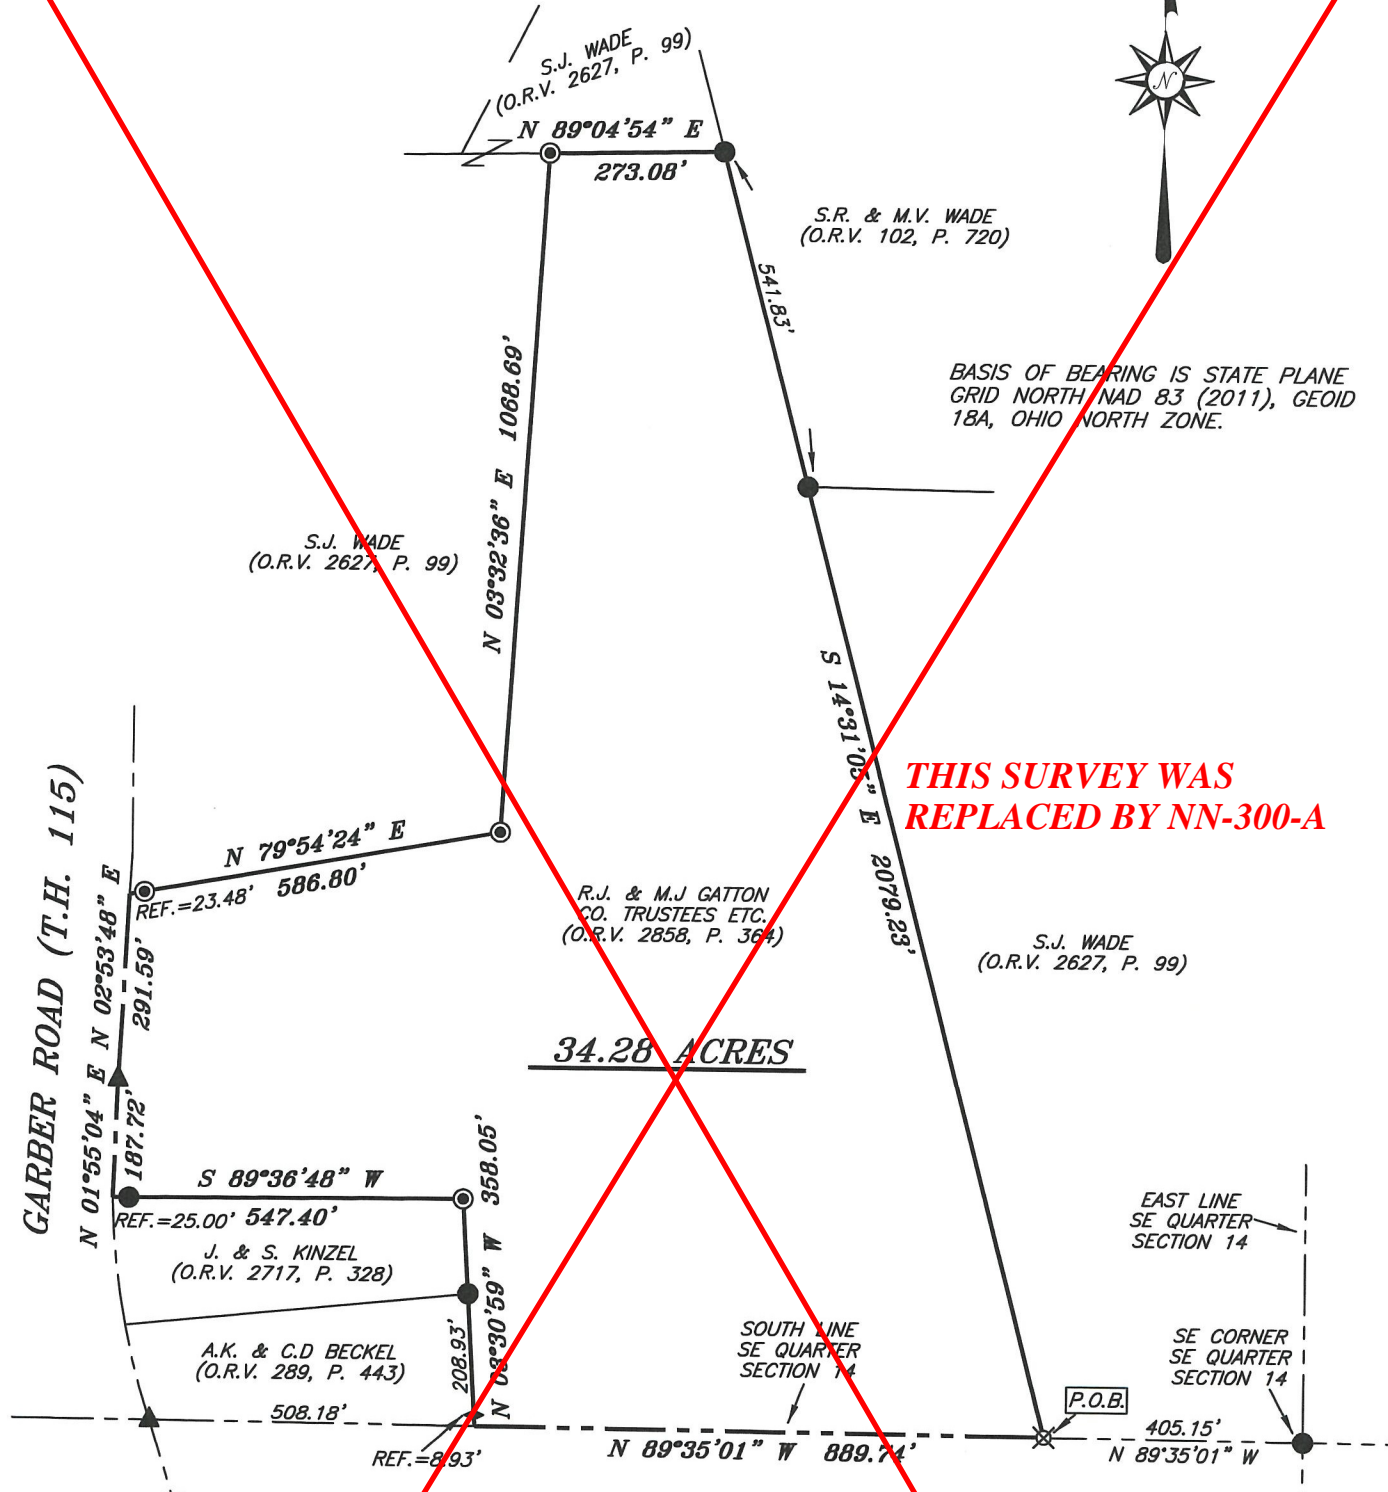 S.J. WADE
(O.R.V. 2627, P. 99)
N 89°04'54" E
273.08'
N
S.R. & M.V. WADE
(O.R.V. 102, P. 720)
541.83'
BASIS OF BEARING IS STATE PLANE
GRID NORTH NAD 83 (2011), GEOID
18A, OHIO NORTH ZONE.
N 03°32'36" E 1068.69'
S.J. WADE
(O.R.V. 2627, P. 99)
S 14°31'05" E 2079.23'
THIS SURVEY WAS
REPLACED BY NN-300-A
GARBER ROAD (T.H. 115)
N 79°54'24" E
586.80'
REF.=23.48'
N 01°55'04" E N 02°53'48" E
291.59'
187.72'
R.J. & M.J GATTON
CO. TRUSTEES ETC.
(O.R.V. 2858, P. 364)
S.J. WADE
(O.R.V. 2627, P. 99)
34.28 ACRES
S 89°36'48" W
REF.=25.00' 547.40'
J. & S. KINZEL
(O.R.V. 2717, P. 328)
N 03°30'59" W 358.05'
208.93'
A.K. & C.D BECKEL
(O.R.V. 289, P. 443)
508.18'
REF.=8.93'
SOUTH LINE
SE QUARTER
SECTION 14
N 89°35'01" W 889.74'
P.O.B.
EAST LINE
SE QUARTER
SECTION 14
SE CORNER
SE QUARTER
SECTION 14
405.15'
N 89°35'01" W